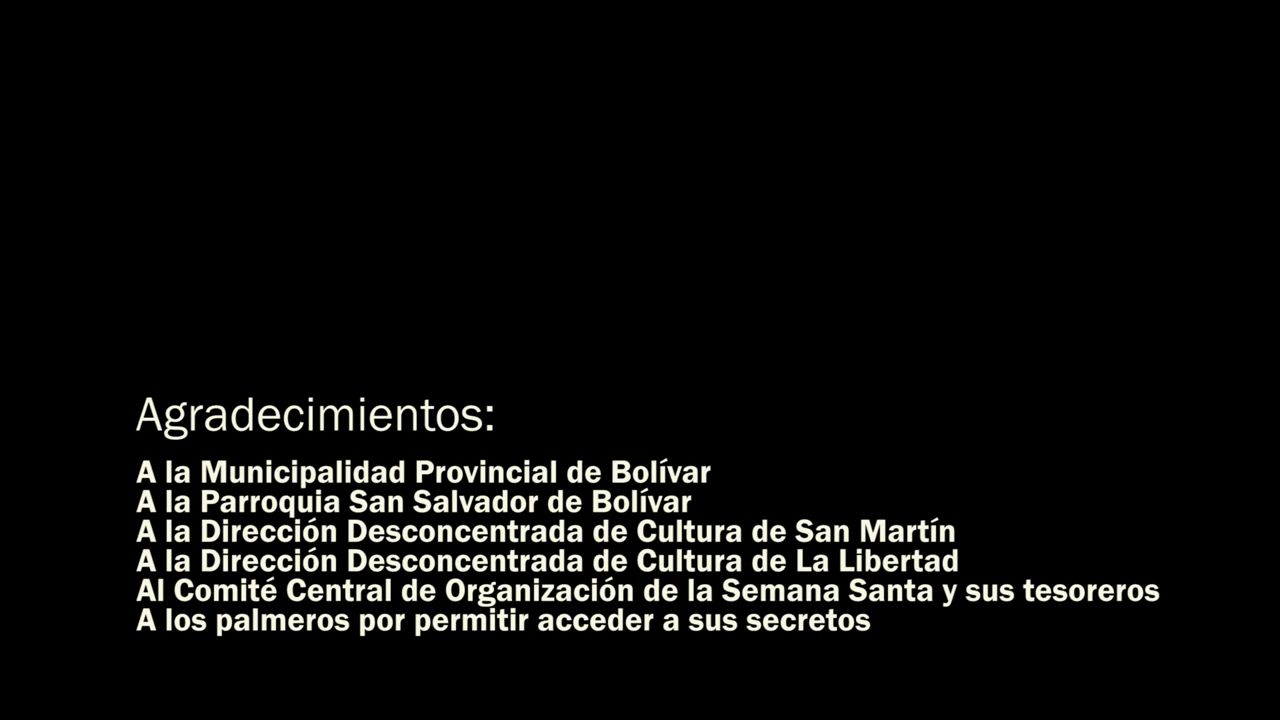 Agradecimientos:
A la Municipalidad Provincial de Bolívar
A la Parroquia San Salvador de Bolívar
A la Dirección Desconcentrada de Cultura de San Martín
A la Dirección Desconcentrada de Cultura de La Libertad
Al Comité Central de Organización de la Semana Santa y sus tesoreros
A los palmeros por permitir acceder a sus secretos